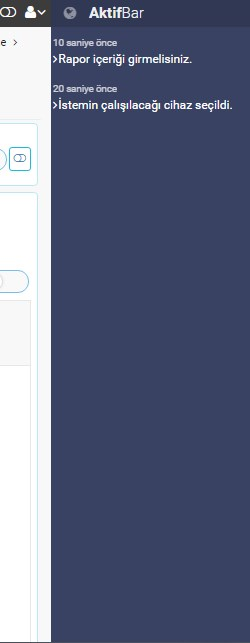 AktifBar
e >
10 saniye önce
>Rapor içeriği girmelisiniz.
20 saniye önce
>İstemin çalışılacağı cihaz seçildi.